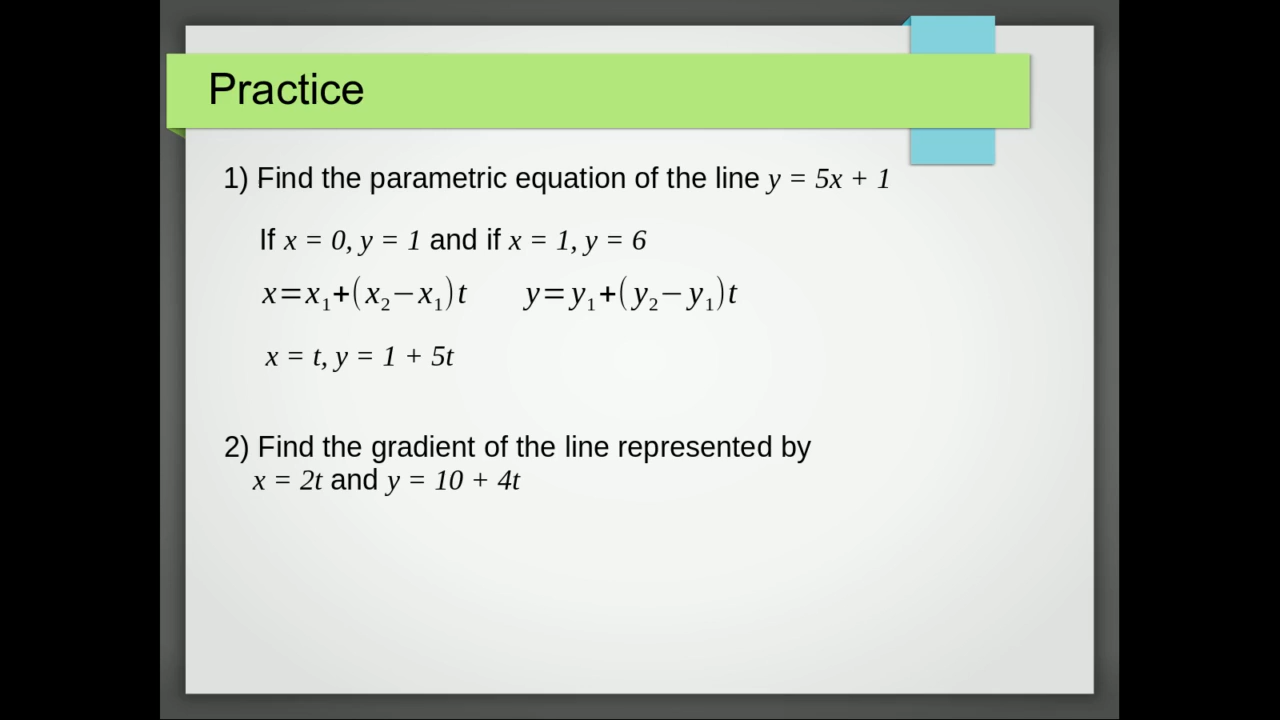 Practice
1) Find the parametric equation of the line y = 5x + 1
If x = 0, y = 1 and if x = 1, y = 6
x=x₁+(x₂−x₁)t y=y₁+(y₂−y₁)t
x = t, y = 1 + 5t
2) Find the gradient of the line represented by
x = 2t and y = 10 + 4t